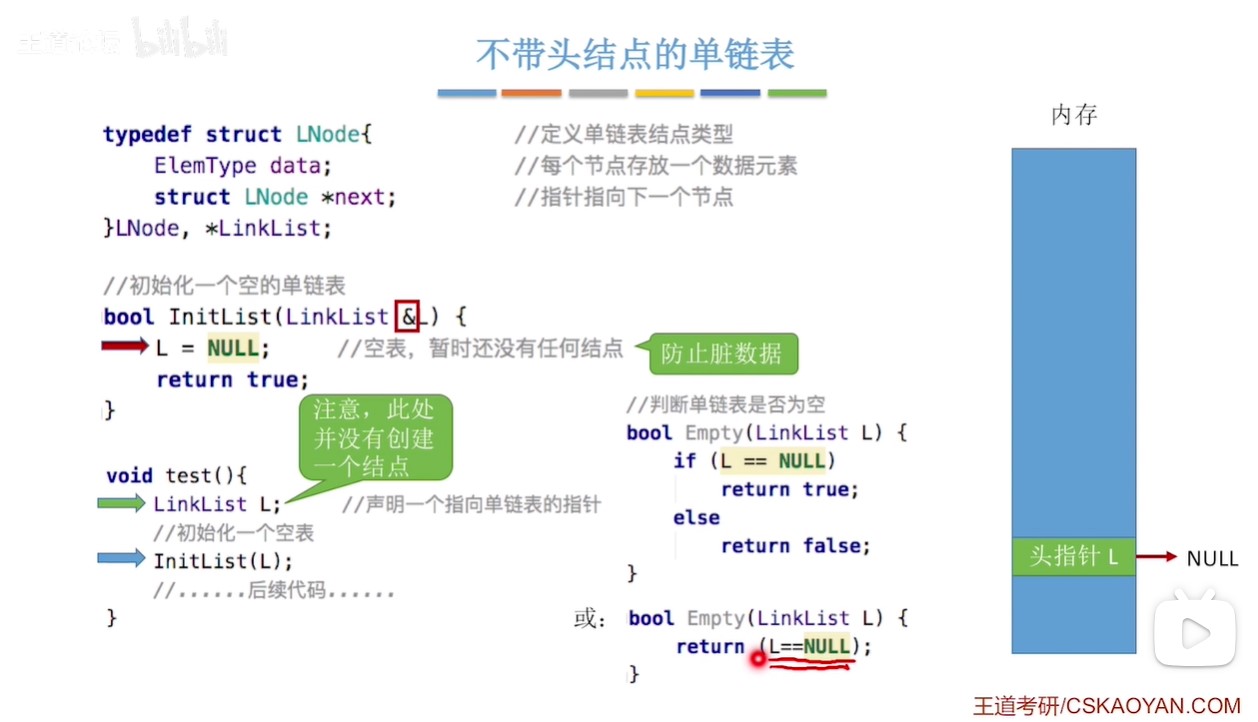 王道论坛 bilibili
不带头结点的单链表
typedef struct LNode{ //定义单链表结点类型
ElemType data; //每个节点存放一个数据元素
struct LNode *next; //指针指向下一个节点
}LNode, *LinkList;
//初始化一个空的单链表
bool InitList(LinkList &L) {
L = NULL; //空表，暂时还没有任何结点
防止脏数据
return true;
}
注意，此处
并没有创建
一个结点
void test(){
LinkList L; //声明一个指向单链表的指针
//初始化一个空表
InitList(L);
//......后续代码......
}
//判断单链表是否为空
bool Empty(LinkList L) {
if (L == NULL)
return true;
else
return false;
}
或：
bool Empty(LinkList L) {
return (L==NULL);
}
内存
头指针 L
NULL
王道考研/CSKAOYAN.COM